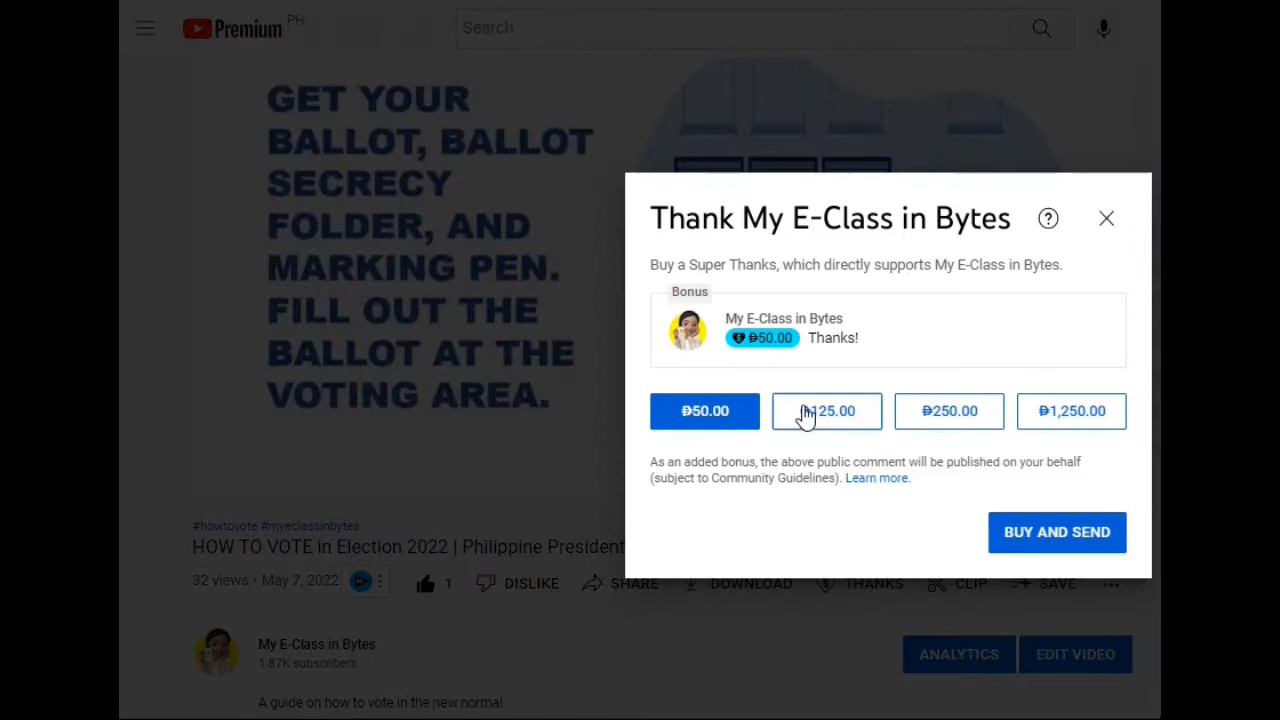 Premium PH
Search
GET YOUR
BALLOT, BALLOT
SECRECY
FOLDER, AND
MARKING PEN.
FILL OUT THE
BALLOT AT THE
VOTING AREA.
Thank My E-Class in Bytes
Buy a Super Thanks, which directly supports My E-Class in Bytes.
Bonus
My E-Class in Bytes
₱50.00 Thanks!
₱50.00 ₱125.00 ₱250.00 ₱1,250.00
As an added bonus, the above public comment will be published on your behalf
(subject to Community Guidelines). Learn more.
BUY AND SEND
#howtovote #myeclassinbytes
HOW TO VOTE in Election 2022 | Philippine President
32 views • May 7, 2022 1 DISLIKE SHARE DOWNLOAD THANKS CLIP SAVE
My E-Class in Bytes
1.87K subscribers
ANALYTICS EDIT VIDEO
A guide on how to vote in the new normal